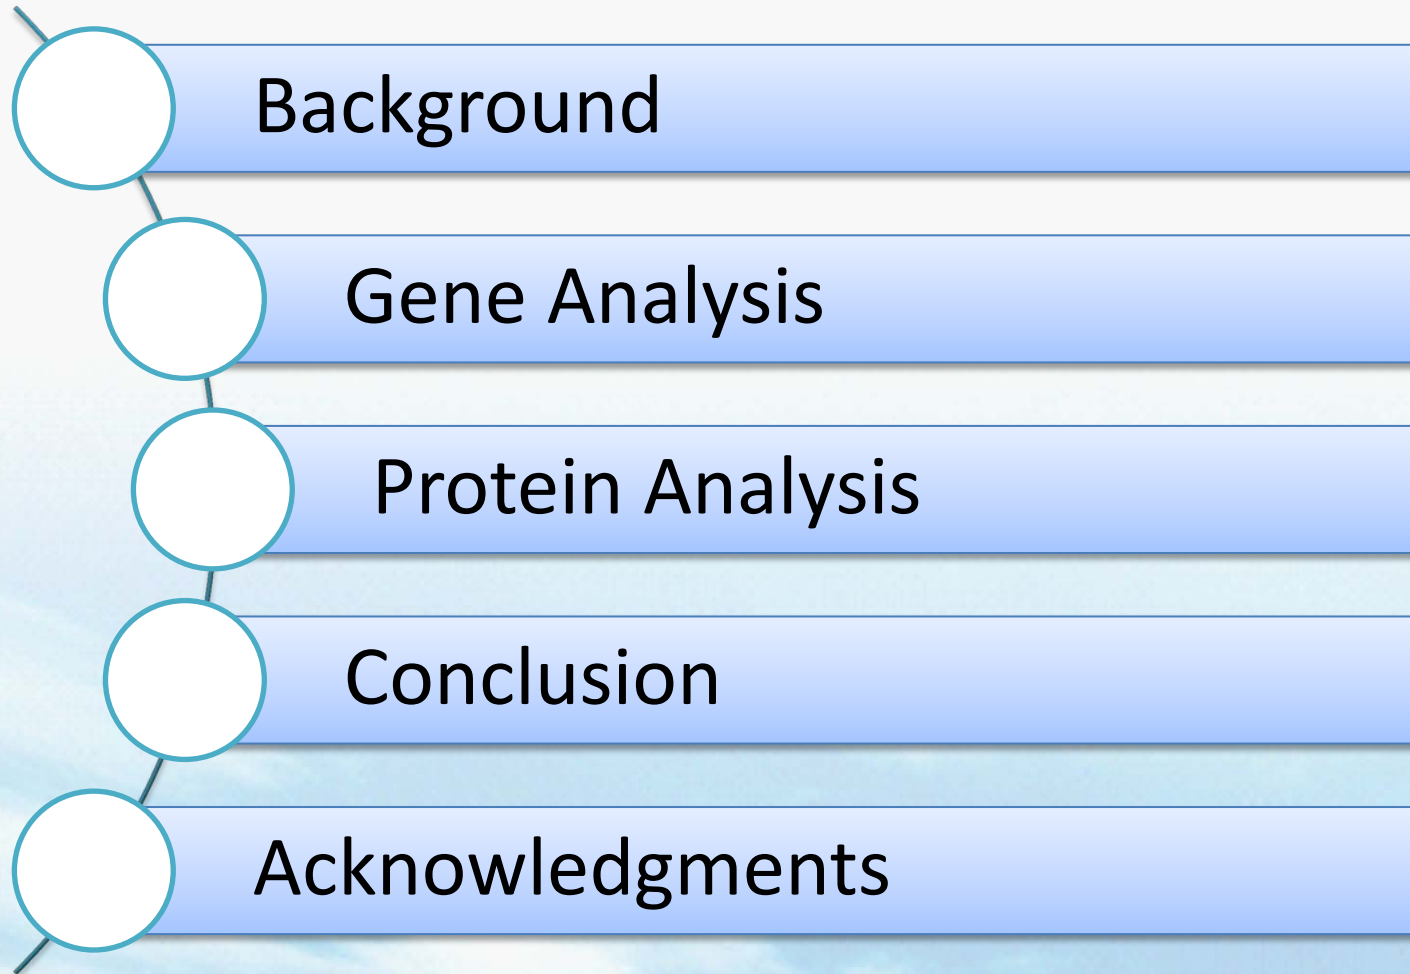 Background
Gene Analysis
Protein Analysis
Conclusion
Acknowledgments